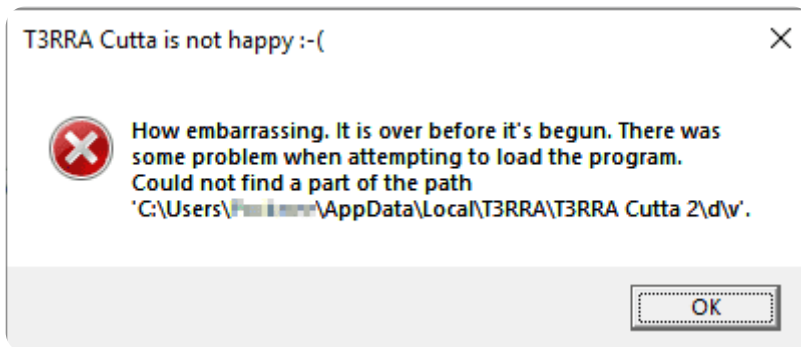 T3RRA Cutta is not happy :-(
How embarrassing. It is over before it's begun. There was
some problem when attempting to load the program.
Could not find a part of the path
'C:\Users\ \AppData\Local\T3RRA\T3RRA Cutta 2\d\v'.
OK